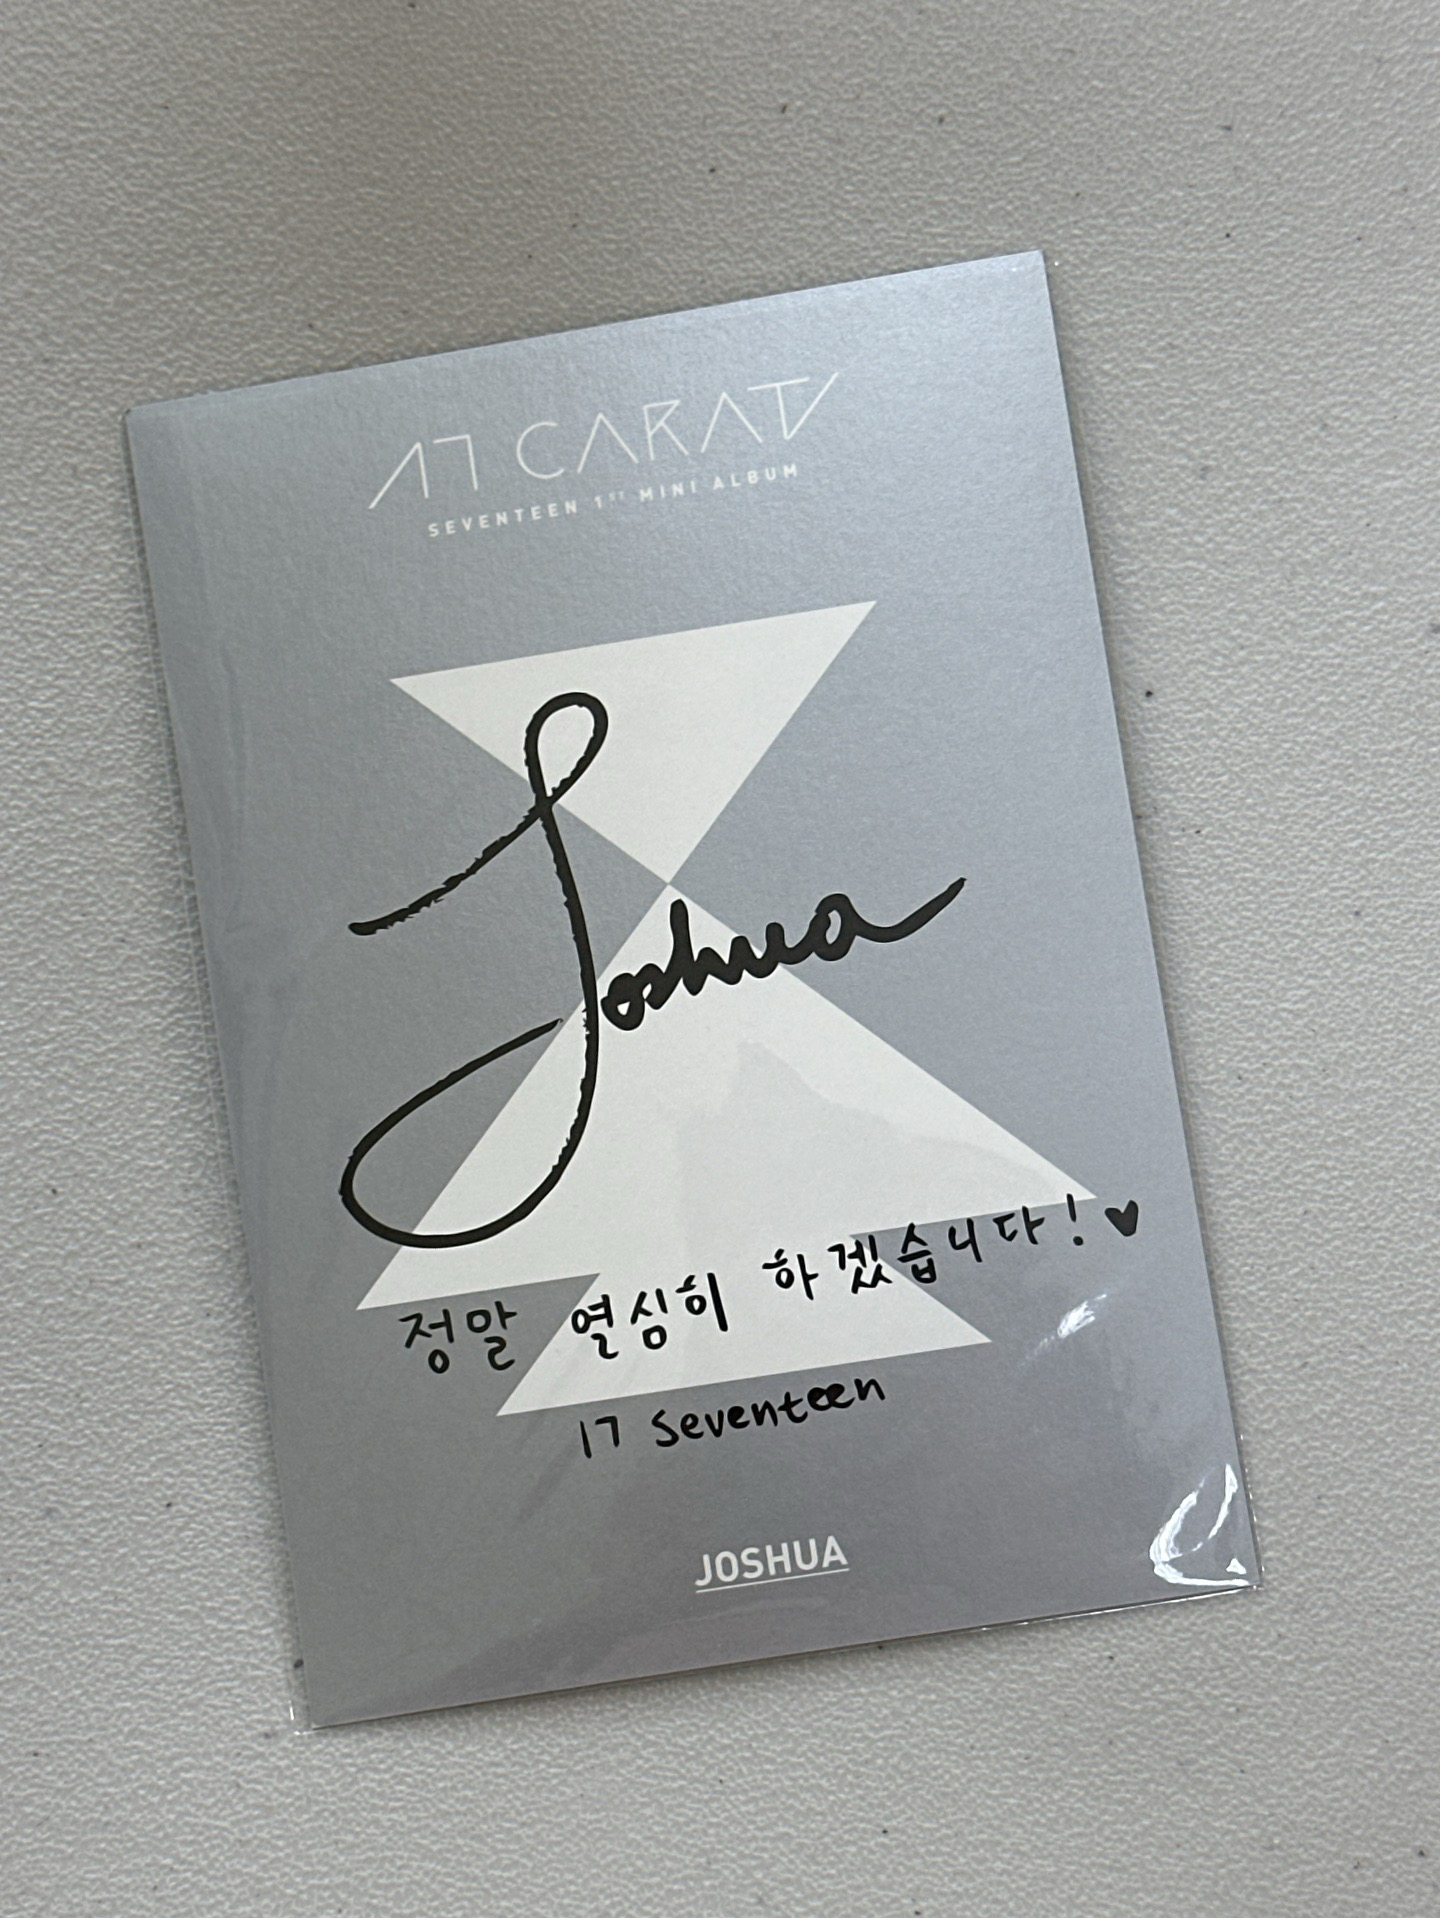 17 CARAT
SEVENTEEN 1ST MINI ALBUM
Joshua
정말 열심히 하겠습니다! ♥
17 Seventeen
JOSHUA